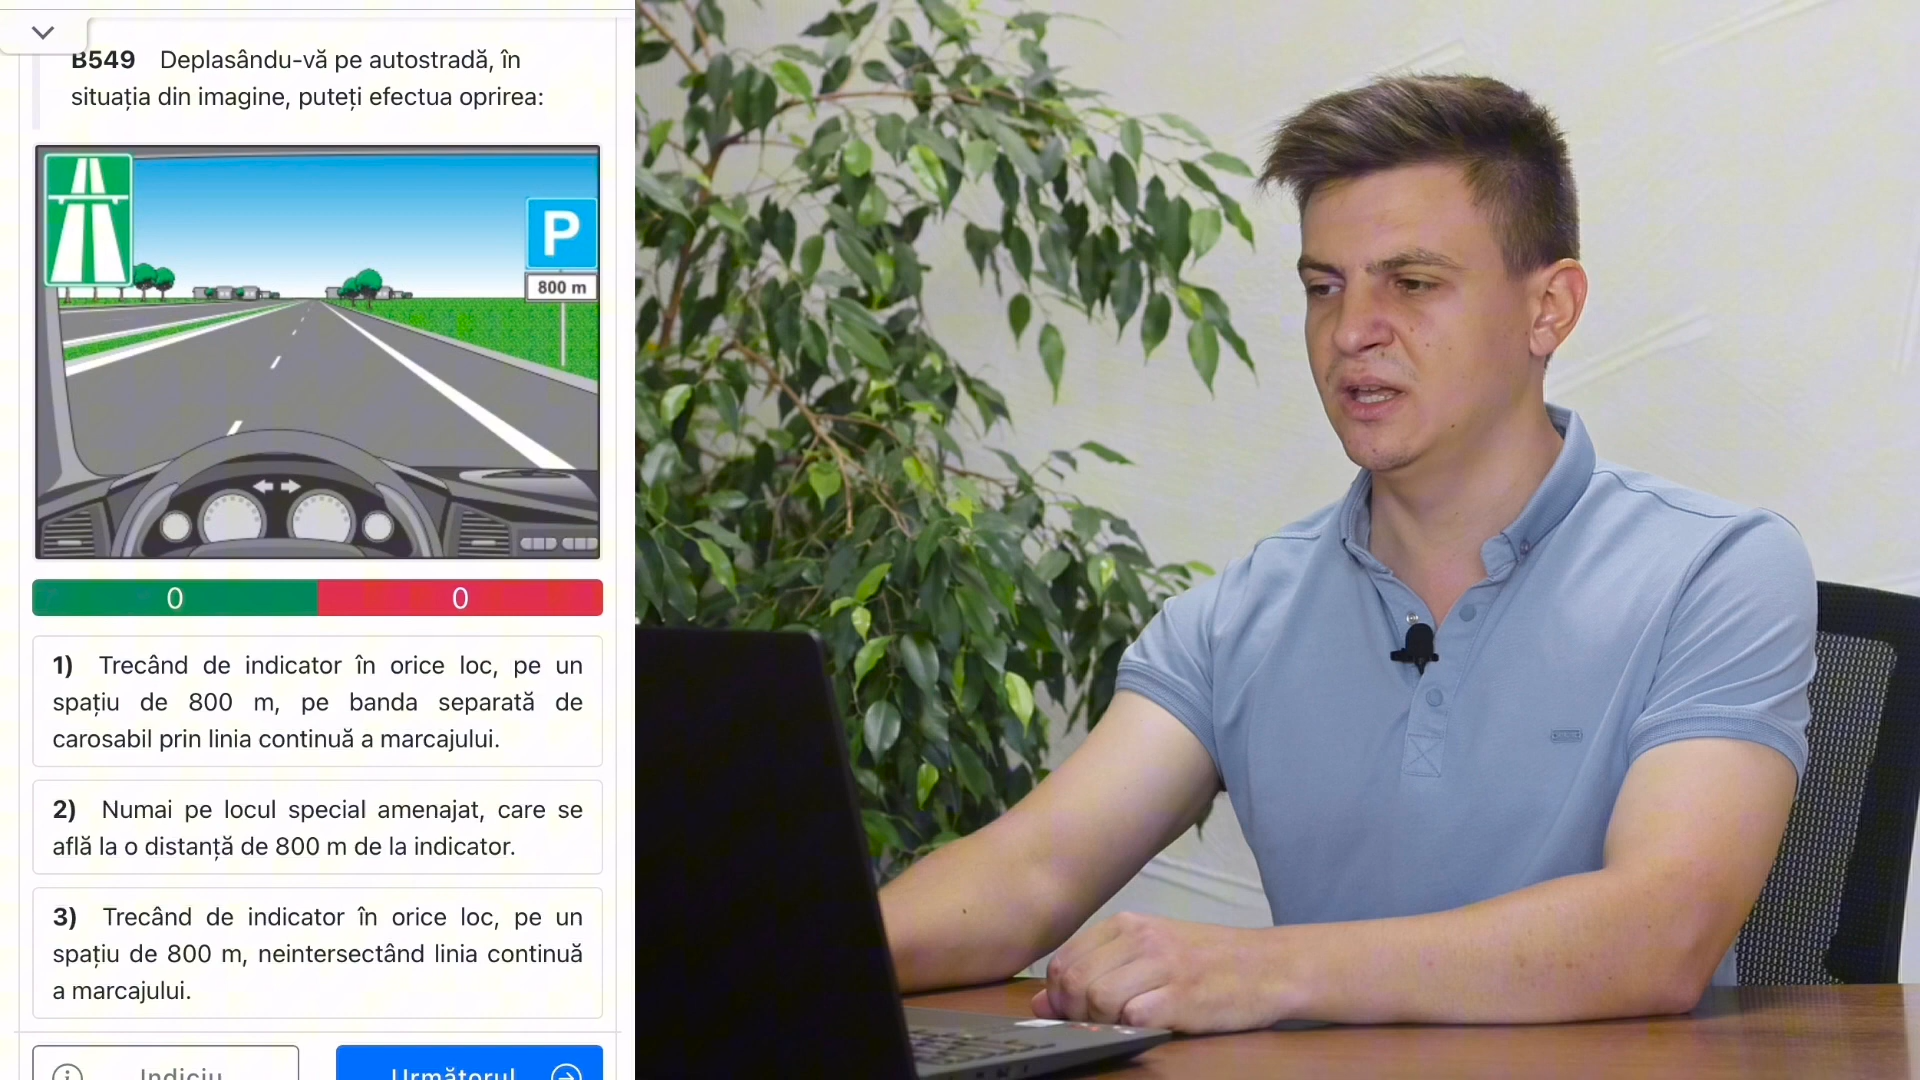 B549 Deplasându-vă pe autostradă, în
situația din imagine, puteți efectua oprirea:
P
800 m
0 0
1) Trecând de indicator în orice loc, pe un
spațiu de 800 m, pe banda separată de
carosabil prin linia continuă a marcajului.
2) Numai pe locul special amenajat, care se
află la o distanță de 800 m de la indicator.
3) Trecând de indicator în orice loc, pe un
spațiu de 800 m, neintersectând linia continuă
a marcajului.
Indiciu Următorul